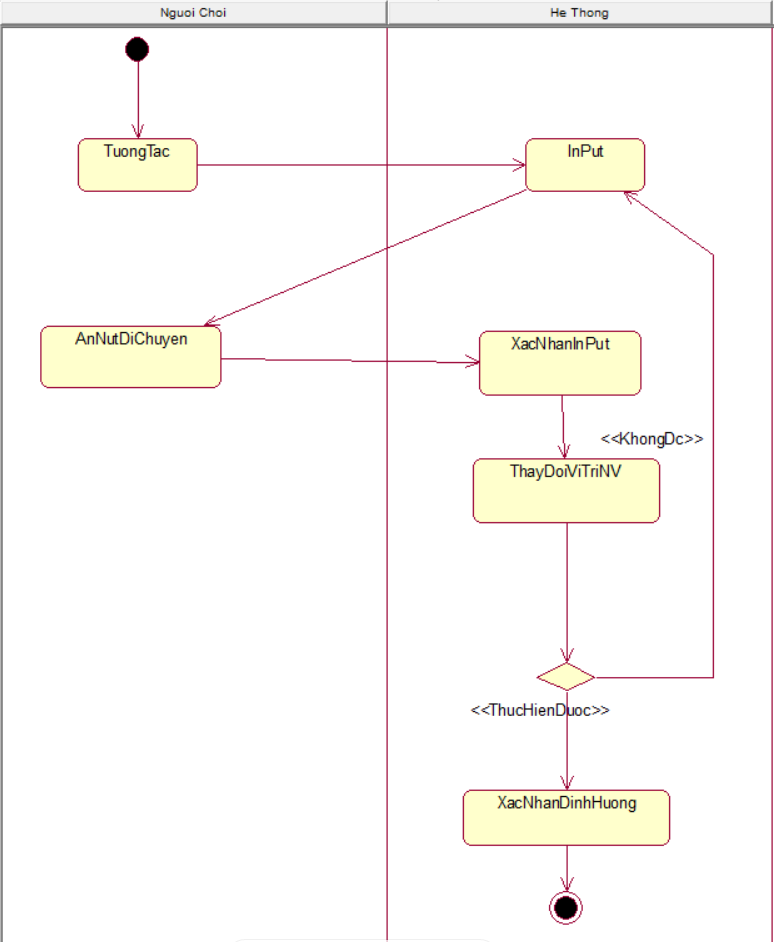 Nguoi Choi
He Thong
TuongTac
InPut
AnNutDiChuyen
XacNhanInPut
<<KhongDc>>
ThayDoiViTriNV
<<ThucHienDuoc>>
XacNhanDinhHuong